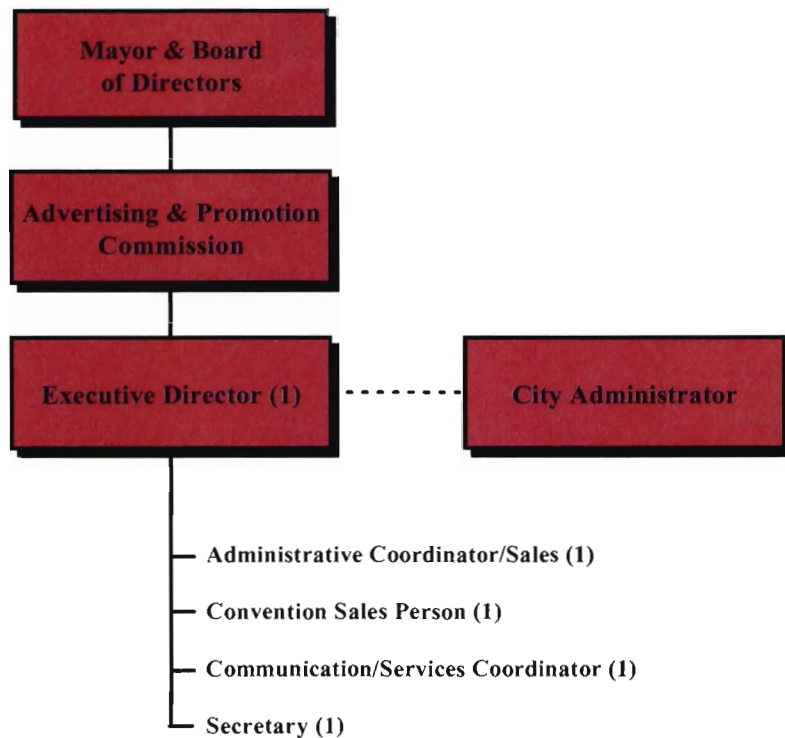 Mayor & Board
of Directors
Advertising & Promotion
Commission
Executive Director (1)
City Administrator
Administrative Coordinator/Sales (1)
Convention Sales Person (1)
Communication/Services Coordinator (1)
Secretary (1)